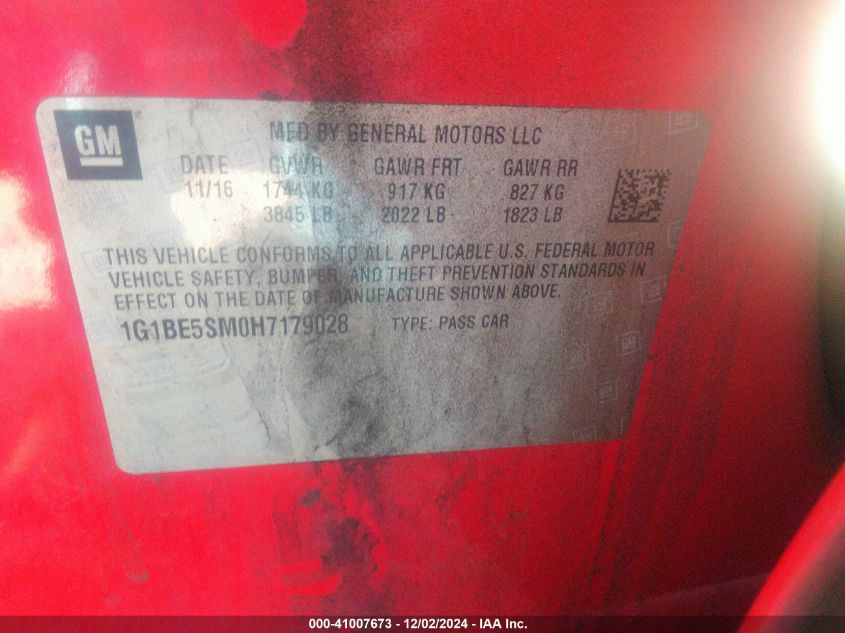 GM
MFD BY GENERAL MOTORS LLC
DATE GVWR GAWR FRT GAWR RR
11/16 1744 KG 917 KG 827 KG
3845 LB 2022 LB 1823 LB
THIS VEHICLE CONFORMS TO ALL APPLICABLE U.S. FEDERAL MOTOR
VEHICLE SAFETY, BUMPER, AND THEFT PREVENTION STANDARDS IN
EFFECT ON THE DATE OF MANUFACTURE SHOWN ABOVE.
1G1BE5SM0H7179028 TYPE: PASS CAR
000-41007673 - 12/02/2024 - IAA Inc.